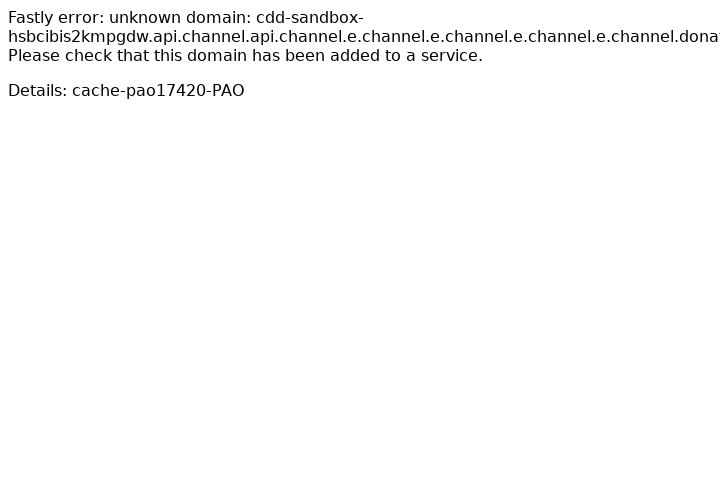 Fastly error: unknown domain: cdd-sandbox-
hsbcibis2kmpgdw.api.channel.api.channel.e.channel.e.channel.e.channel.e.channel.dona
Please check that this domain has been added to a service.
Details: cache-pao17420-PAO